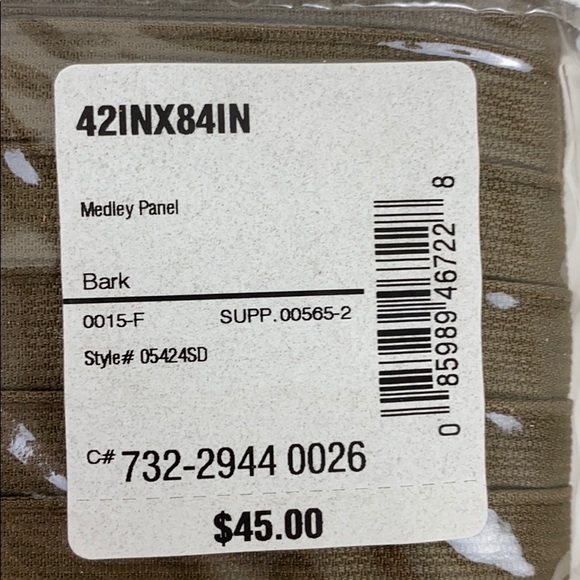 42INX84IN
Medley Panel
Bark
0015-F SUPP.00565-2
Style# 05424SD
0 85989 46722 8
C# 732-2944 0026
$45.00